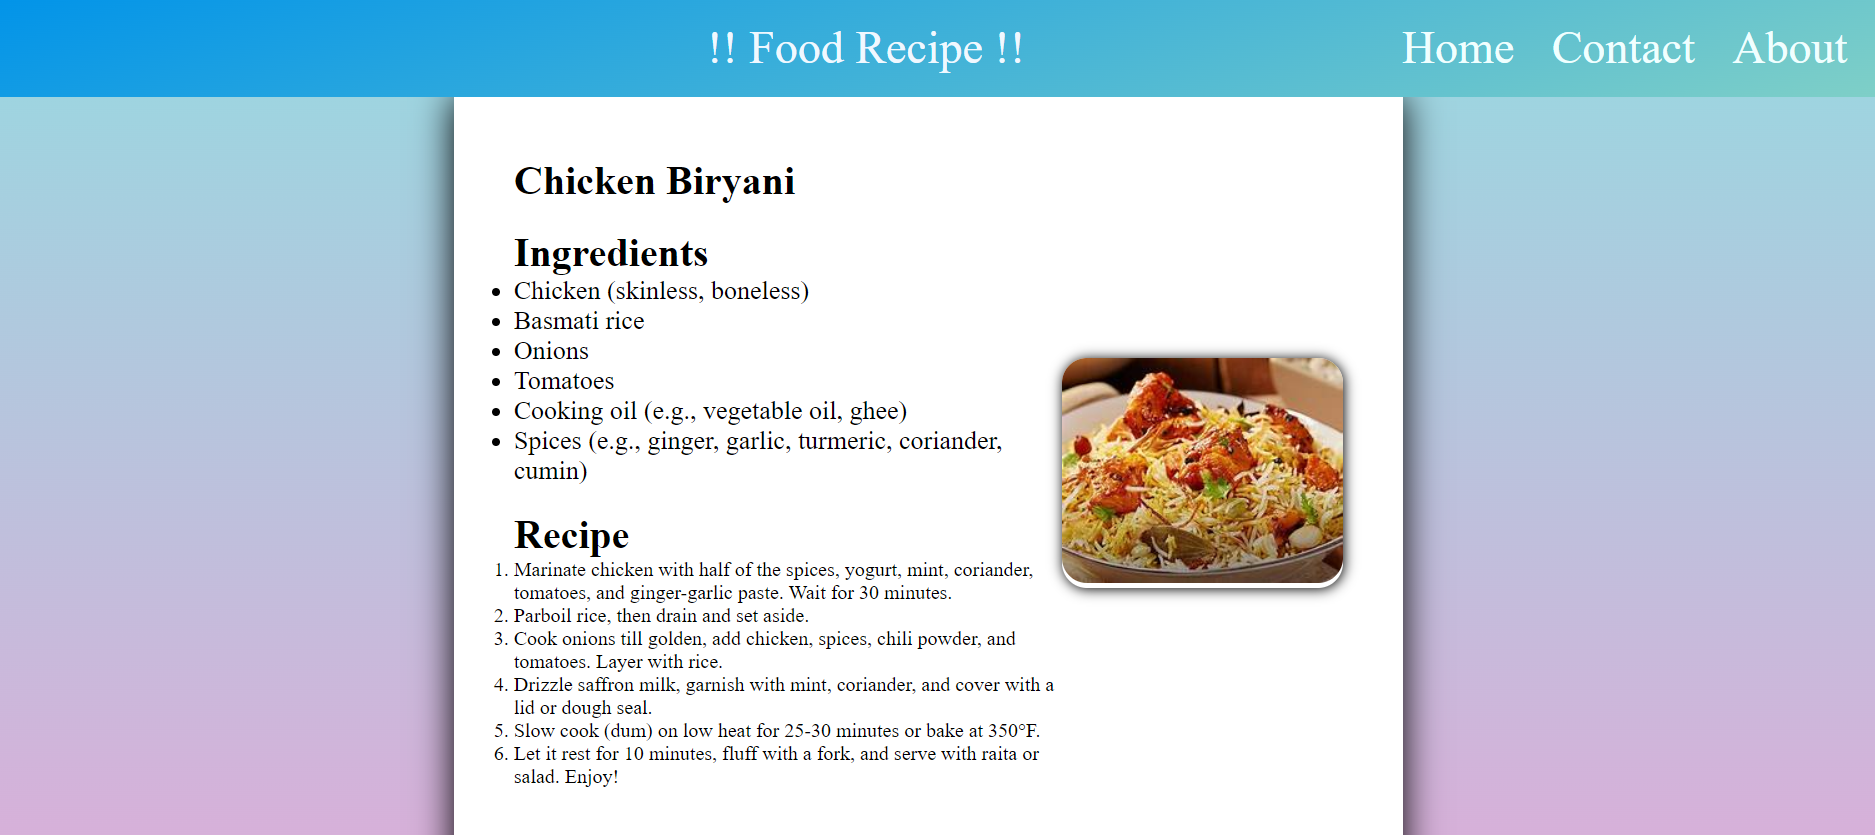 !! Food Recipe !!
Home Contact About
Chicken Biryani
Ingredients
• Chicken (skinless, boneless)
• Basmati rice
• Onions
• Tomatoes
• Cooking oil (e.g., vegetable oil, ghee)
• Spices (e.g., ginger, garlic, turmeric, coriander,
cumin)
Recipe
1. Marinate chicken with half of the spices, yogurt, mint, coriander,
tomatoes, and ginger-garlic paste. Wait for 30 minutes.
2. Parboil rice, then drain and set aside.
3. Cook onions till golden, add chicken, spices, chili powder, and
tomatoes. Layer with rice.
4. Drizzle saffron milk, garnish with mint, coriander, and cover with a
lid or dough seal.
5. Slow cook (dum) on low heat for 25-30 minutes or bake at 350°F.
6. Let it rest for 10 minutes, fluff with a fork, and serve with raita or
salad. Enjoy!